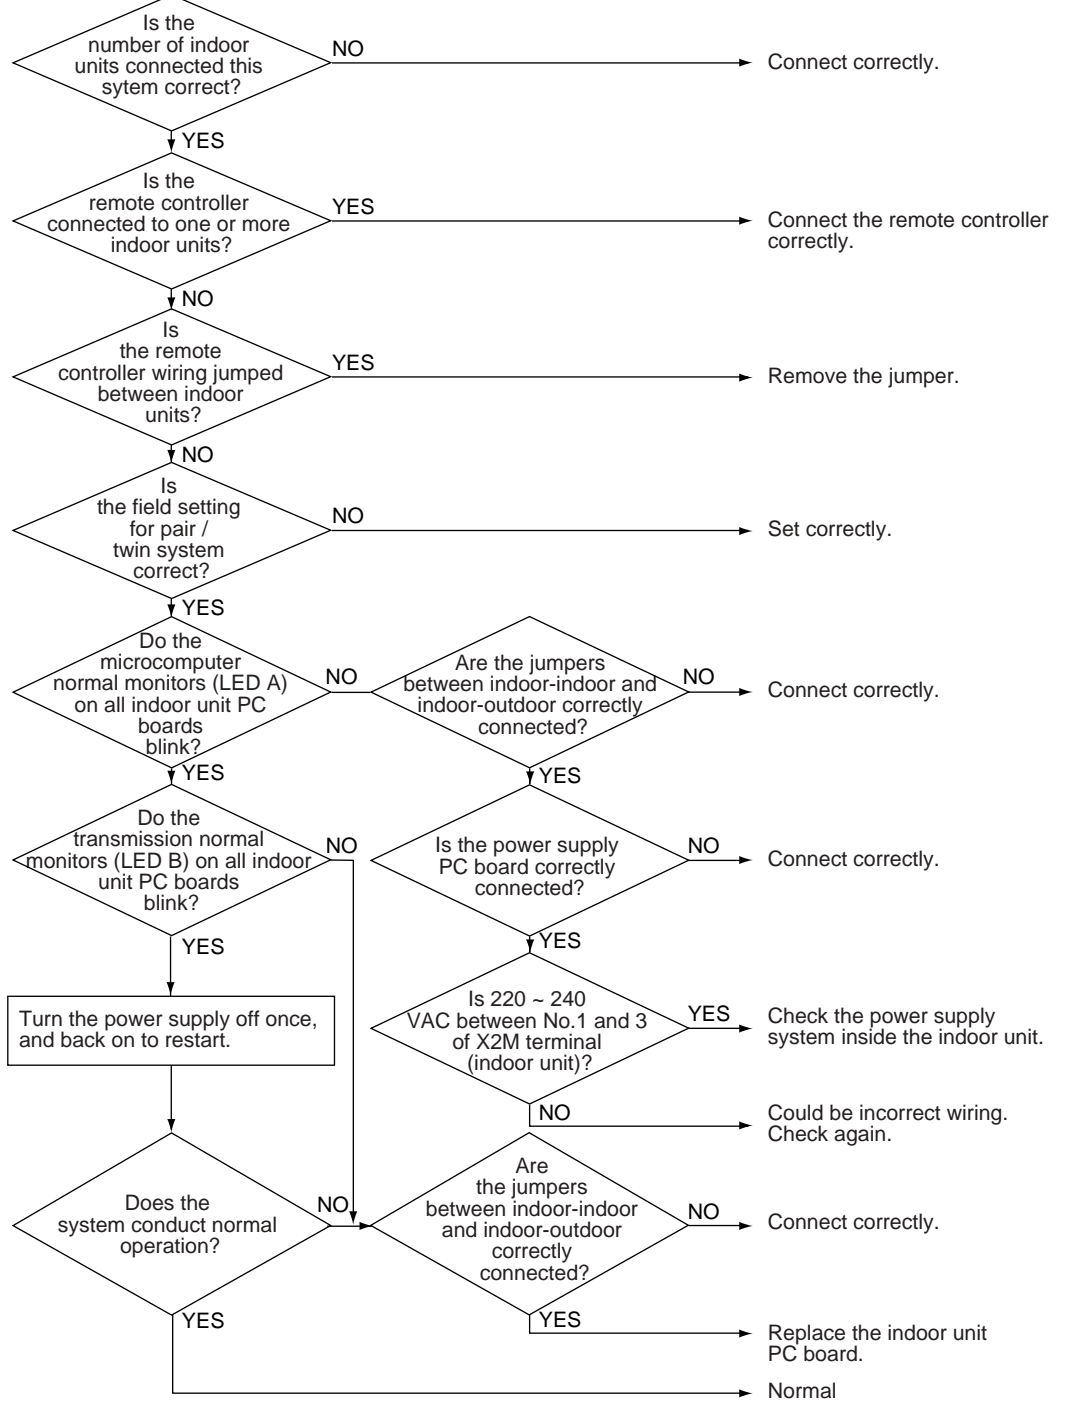 Is the
number of indoor
units connected this
sytem correct?
NO
Connect correctly.
YES
Is the
remote controller
connected to one or more
indoor units?
YES
Connect the remote controller
correctly.
NO
Is
the remote
controller wiring jumped
between indoor
units?
YES
Remove the jumper.
NO
Is
the field setting
for pair /
twin system
correct?
NO
Set correctly.
YES
Do the
microcomputer
normal monitors (LED A)
on all indoor unit PC
boards
blink?
NO
Are the jumpers
between indoor-indoor and
indoor-outdoor correctly
connected?
NO
Connect correctly.
YES
YES
Do the
transmission normal
monitors (LED B) on all indoor
unit PC boards
blink?
NO
Is the power supply
PC board correctly
connected?
NO
Connect correctly.
YES
YES
Turn the power supply off once,
and back on to restart.
Is 220 ~ 240
VAC between No.1 and 3
of X2M terminal
(indoor unit)?
YES
Check the power supply
system inside the indoor unit.
NO
Could be incorrect wiring.
Check again.
Does the
system conduct normal
operation?
NO
Are
the jumpers
between indoor-indoor
and indoor-outdoor
correctly
connected?
NO
Connect correctly.
YES
YES
Replace the indoor unit
PC board.
Normal